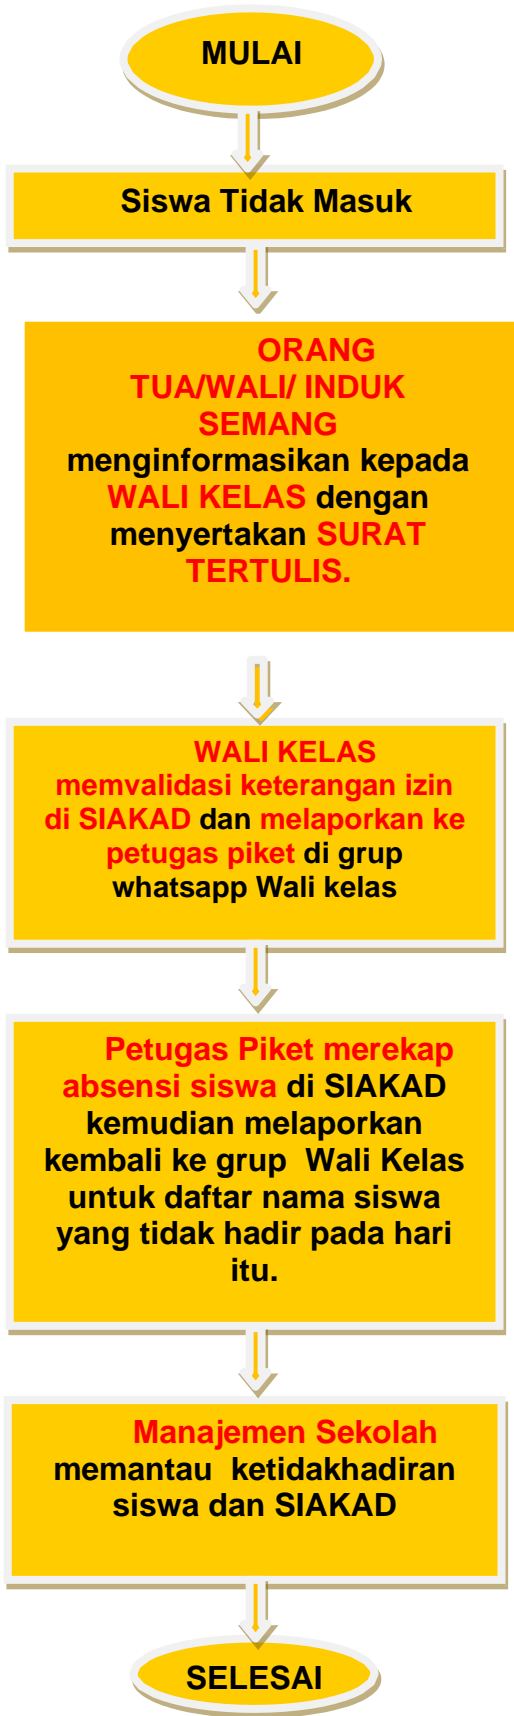 MULAI
Siswa Tidak Masuk
ORANG
TUA/WALI/ INDUK
SEMANG
menginformasikan kepada
WALI KELAS dengan
menyertakan SURAT
TERTULIS.
WALI KELAS
memvalidasi keterangan izin
di SIAKAD dan melaporkan ke
petugas piket di grup
whatsapp Wali kelas
Petugas Piket merekap
absensi siswa di SIAKAD
kemudian melaporkan
kembali ke grup Wali Kelas
untuk daftar nama siswa
yang tidak hadir pada hari
itu.
Manajemen Sekolah
memantau ketidakhadiran
siswa dan SIAKAD
SELESAI